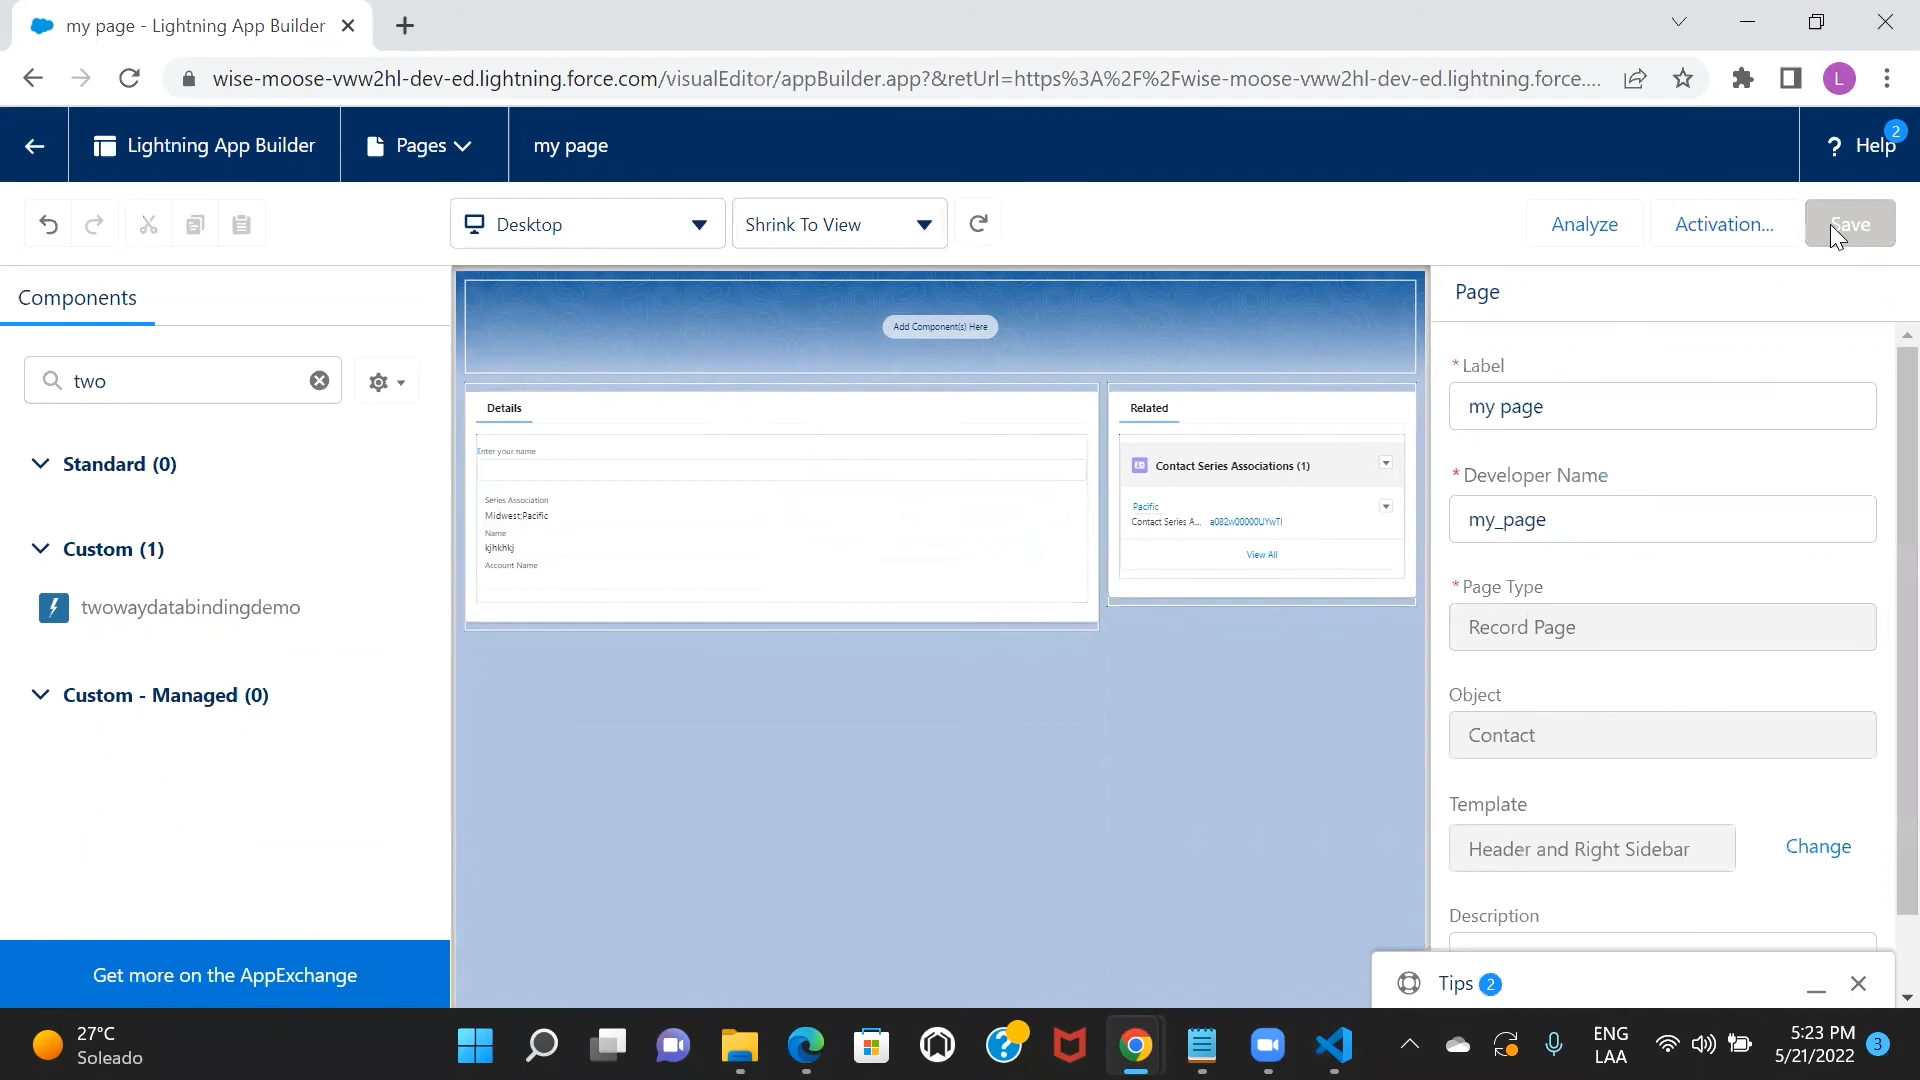 my page - Lightning App Builder
wise-moose-vww2hl-dev-ed.lightning.force.com/visualEditor/appBuilder.app?&retUrl=https%3A%2F%2Fwise-moose-vww2hl-dev-ed.lightning.force....
L
Lightning App Builder
Pages
my page
? Help
2
Desktop
Shrink To View
Analyze
Activation...
Save
Components
two
Standard (0)
Custom (1)
twowaydatabindingdemo
Custom - Managed (0)
Get more on the AppExchange
Add Component(s) Here
Details
Enter your name
Series Association
Midwest;Pacific
Name
kjhkhkj
Account Name
Related
Contact Series Associations (1)
Pacific
Contact Series A... a082w00000UYwTI
View All
Page
* Label
my page
* Developer Name
my_page
* Page Type
Record Page
Object
Contact
Template
Header and Right Sidebar
Change
Description
Tips 2
27°C
Soleado
ENG
LAA
5:23 PM
5/21/2022
3